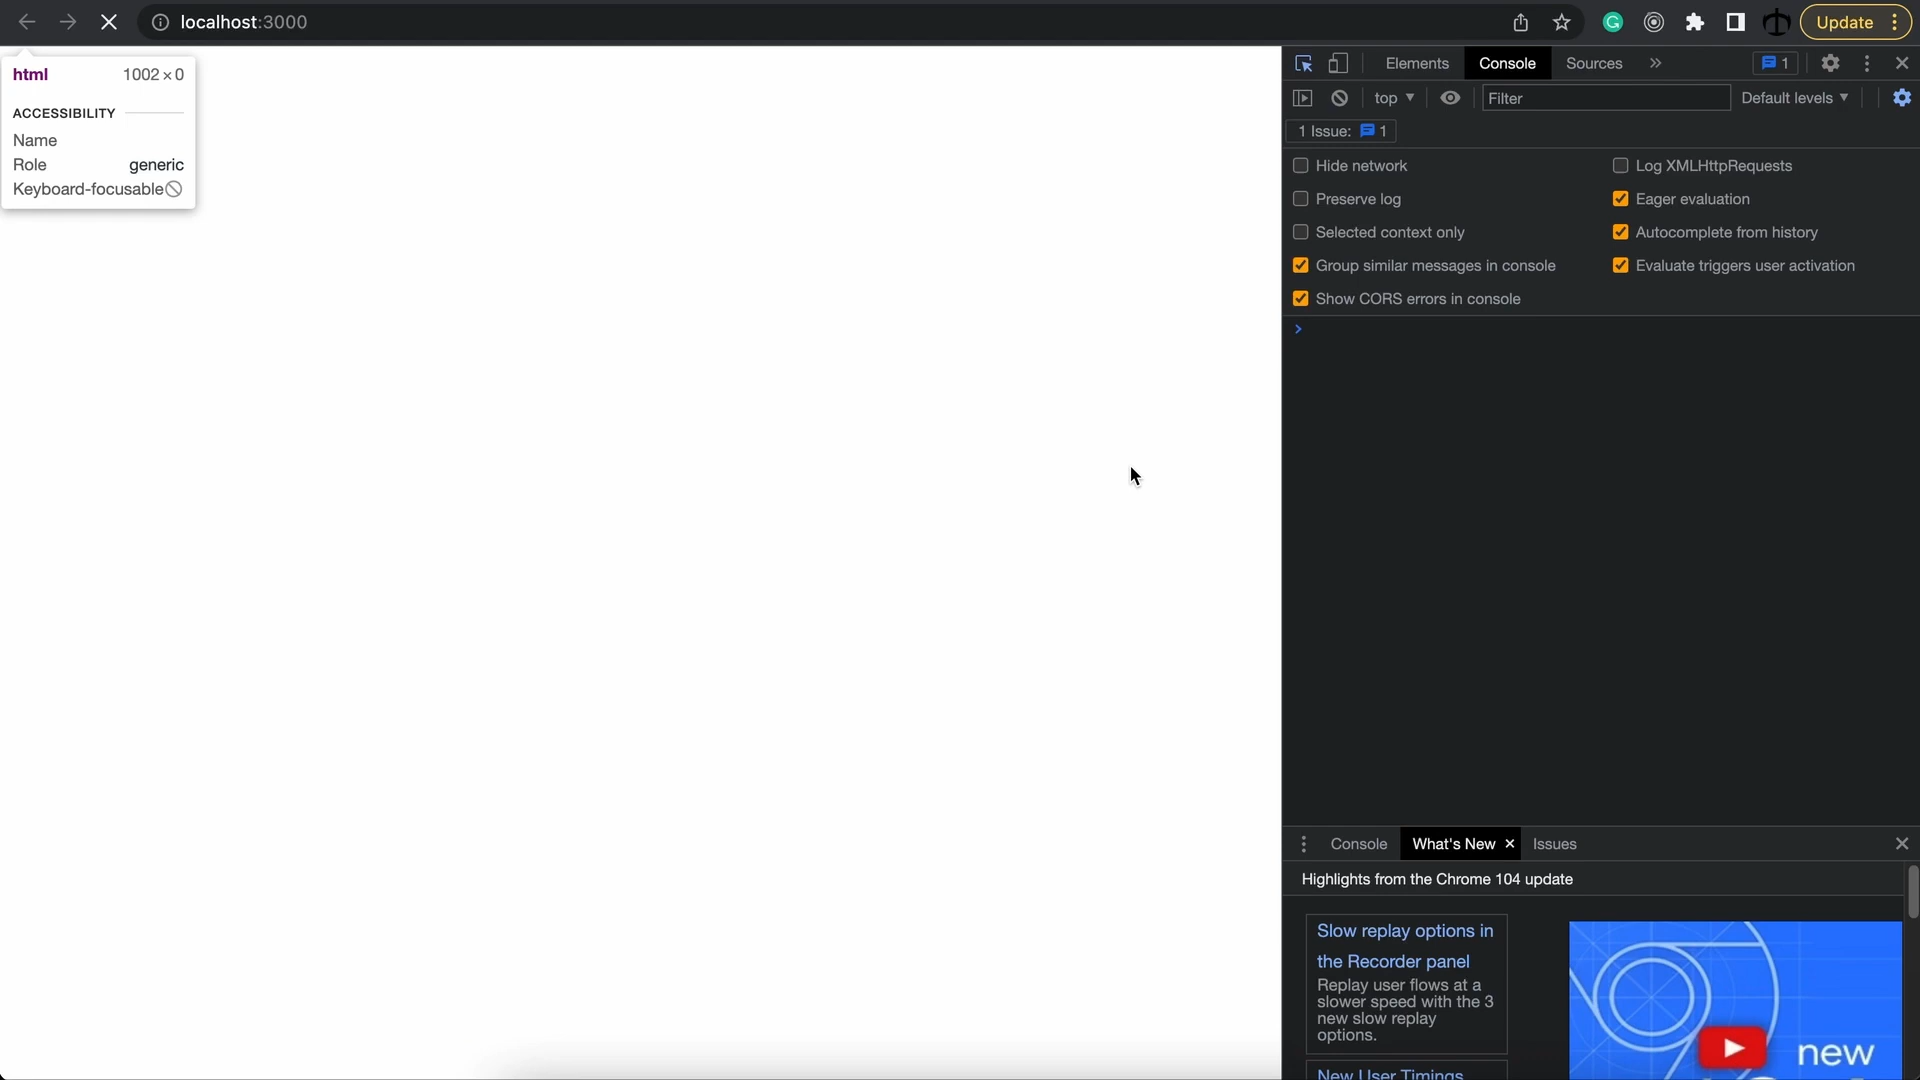 localhost:3000
Update
html 1002 × 0
ACCESSIBILITY
Name
Role generic
Keyboard-focusable
Elements Console Sources » 1
top ▼ Filter Default levels ▼
1 Issue: 1
Hide network Log XMLHttpRequests
Preserve log Eager evaluation
Selected context only Autocomplete from history
Group similar messages in console Evaluate triggers user activation
Show CORS errors in console
Console What's New × Issues
Highlights from the Chrome 104 update
Slow replay options in
the Recorder panel
Replay user flows at a
slower speed with the 3
new slow replay
options.
new
New User Timings